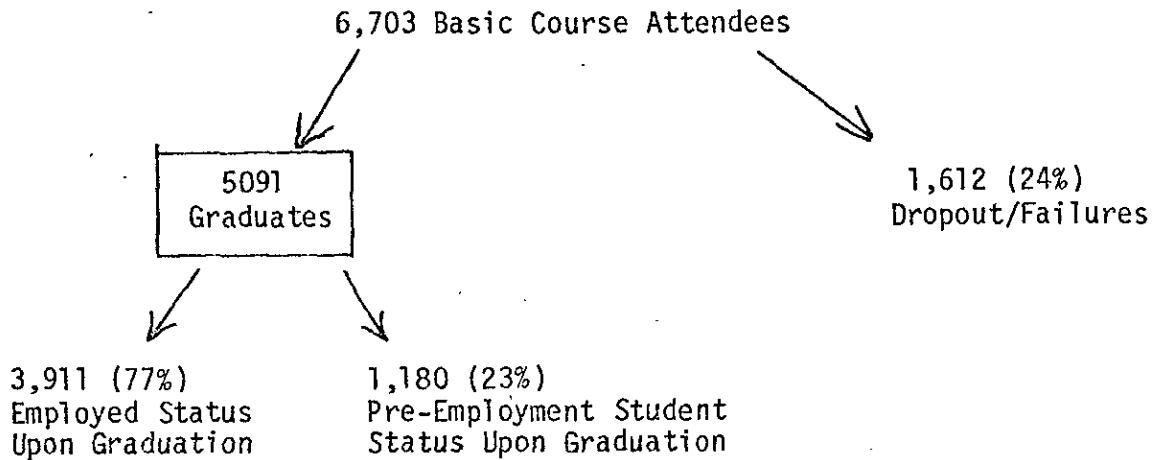 6,703 Basic Course Attendees
5091
Graduates
1,612 (24%)
Dropout/Failures
3,911 (77%)
Employed Status
Upon Graduation
1,180 (23%)
Pre-Employment Student
Status Upon Graduation